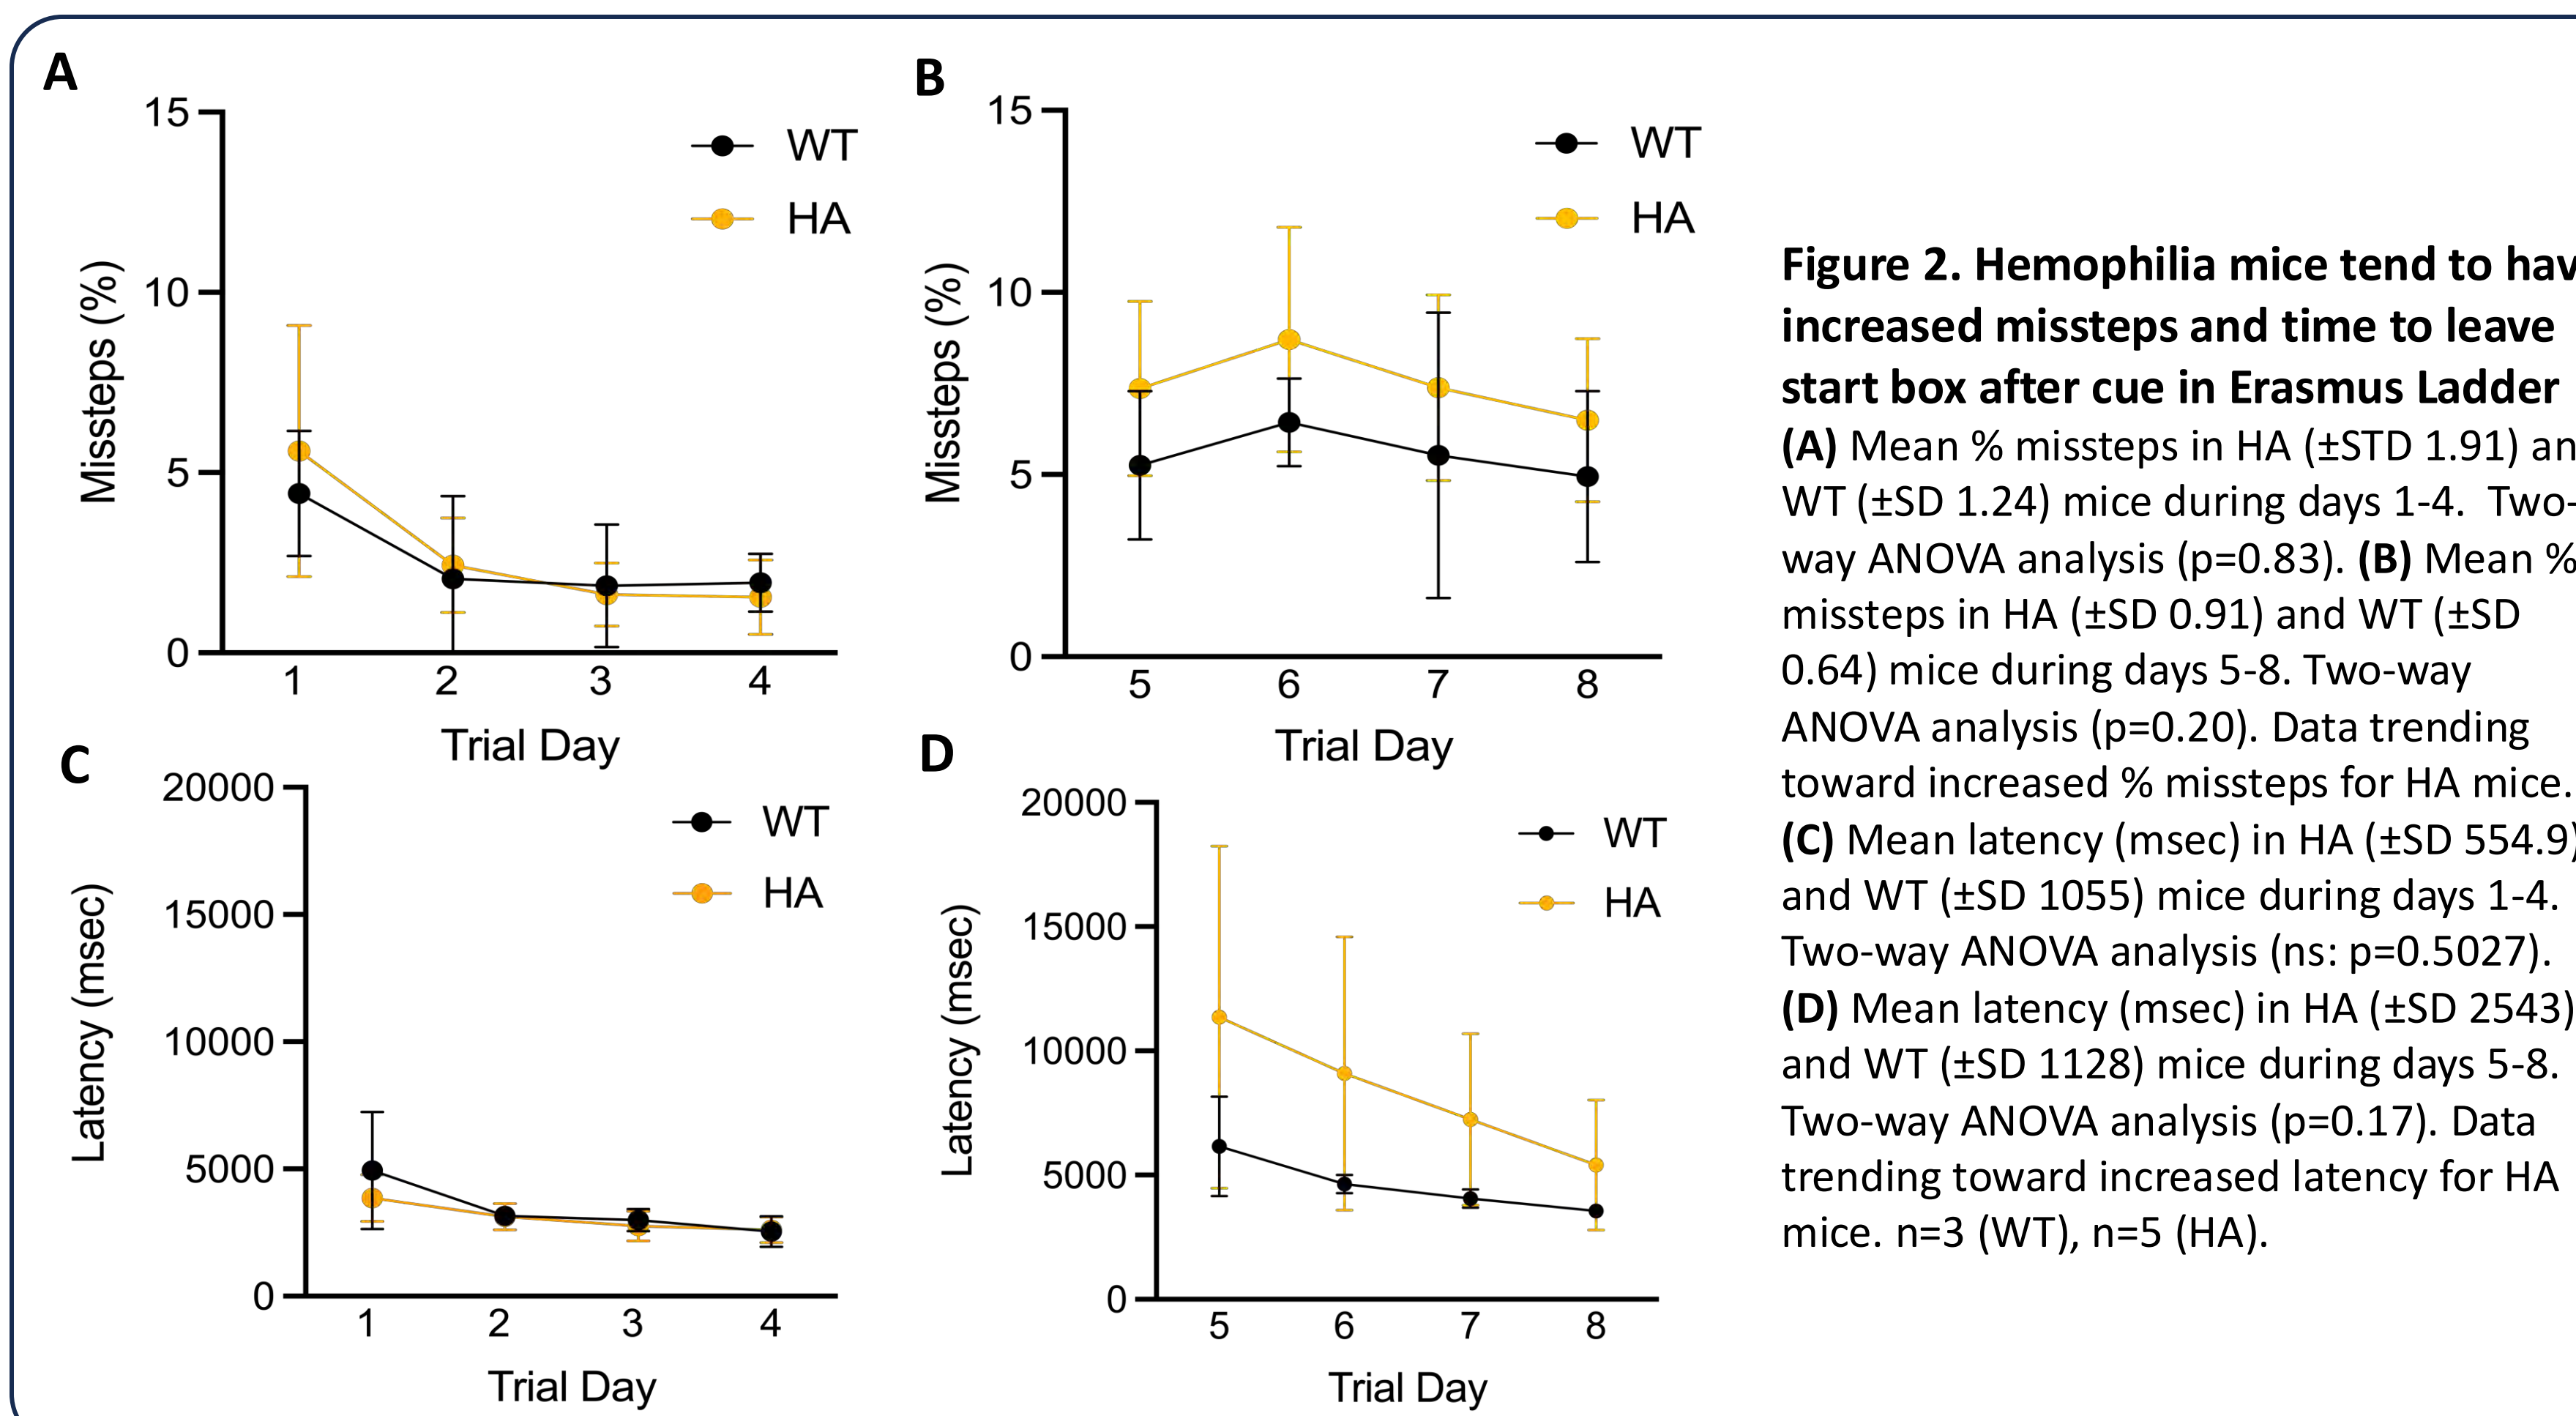 A
15
10
5
0
Missteps (%)
WT
HA
1 2 3 4
Trial Day
B
15
10
5
0
Missteps (%)
WT
HA
5 6 7 8
Trial Day
C
20000
15000
10000
5000
0
Latency (msec)
WT
HA
1 2 3 4
Trial Day
D
20000
15000
10000
5000
0
Latency (msec)
WT
HA
5 6 7 8
Trial Day
Figure 2. Hemophilia mice tend to hav
increased missteps and time to leave
start box after cue in Erasmus Ladder
(A) Mean % missteps in HA (±STD 1.91) an
WT (±SD 1.24) mice during days 1-4. Two-
way ANOVA analysis (p=0.83). (B) Mean %
missteps in HA (±SD 0.91) and WT (±SD
0.64) mice during days 5-8. Two-way
ANOVA analysis (p=0.20). Data trending
toward increased % missteps for HA mice.
(C) Mean latency (msec) in HA (±SD 554.9)
and WT (±SD 1055) mice during days 1-4.
Two-way ANOVA analysis (ns: p=0.5027).
(D) Mean latency (msec) in HA (±SD 2543)
and WT (±SD 1128) mice during days 5-8.
Two-way ANOVA analysis (p=0.17). Data
trending toward increased latency for HA
mice. n=3 (WT), n=5 (HA).